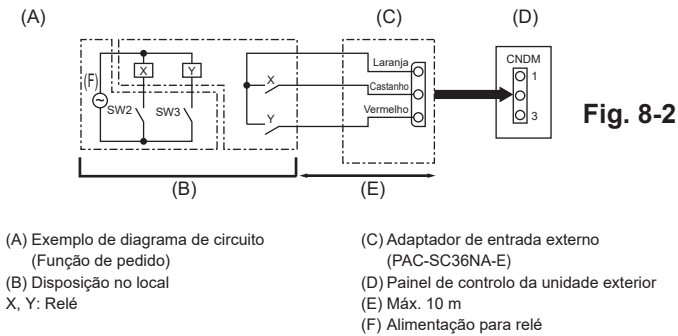 (A)
(C)
(D)
(F)
X
Y
SW2
SW3
X
Y
Laranja
Castanho
Vermelho
CNDM
1
3
Fig. 8-2
(B)
(E)
(A) Exemplo de diagrama de circuito
(Função de pedido)
(B) Disposição no local
X, Y: Relé
(C) Adaptador de entrada externo
(PAC-SC36NA-E)
(D) Painel de controlo da unidade exterior
(E) Máx. 10 m
(F) Alimentação para relé